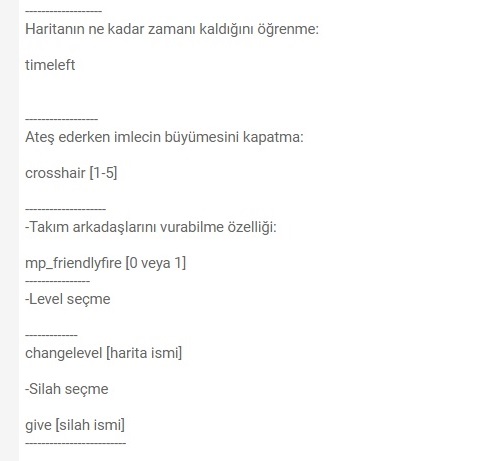 -------------------
Haritanın ne kadar zamanı kaldığını öğrenme:
timeleft
------------------
Ateş ederken imlecin büyümesini kapatma:
crosshair [1-5]
--------------------
-Takım arkadaşlarını vurabilme özelliği:
mp_friendlyfire [0 veya 1]
----------------
-Level seçme
-------------
changelevel [harita ismi]
-Silah seçme
give [silah ismi]
-------------------------